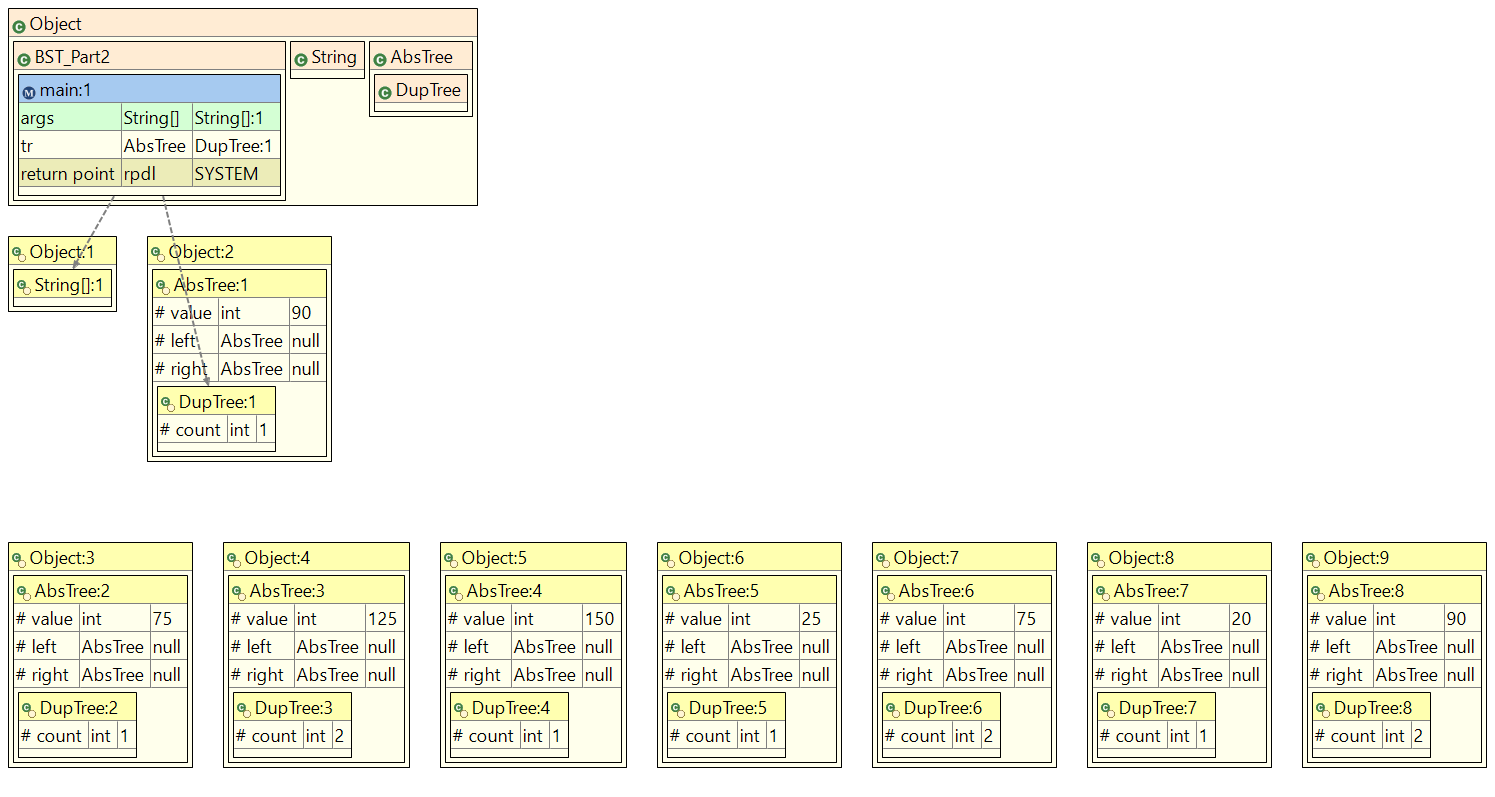 Object
BST_Part2 String AbsTree
main:1 DupTree
args String[] String[]:1
tr AbsTree DupTree:1
return point rpdl SYSTEM
Object:1 Object:2
String[]:1 AbsTree:1
# value int 90
# left AbsTree null
# right AbsTree null
DupTree:1
# count int 1
Object:3 Object:4 Object:5 Object:6 Object:7 Object:8 Object:9
AbsTree:2 AbsTree:3 AbsTree:4 AbsTree:5 AbsTree:6 AbsTree:7 AbsTree:8
# value int 75 # value int 125 # value int 150 # value int 25 # value int 75 # value int 20 # value int 90
# left AbsTree null # left AbsTree null # left AbsTree null # left AbsTree null # left AbsTree null # left AbsTree null # left AbsTree null
# right AbsTree null # right AbsTree null # right AbsTree null # right AbsTree null # right AbsTree null # right AbsTree null # right AbsTree null
DupTree:2 DupTree:3 DupTree:4 DupTree:5 DupTree:6 DupTree:7 DupTree:8
# count int 1 # count int 2 # count int 1 # count int 1 # count int 2 # count int 1 # count int 2